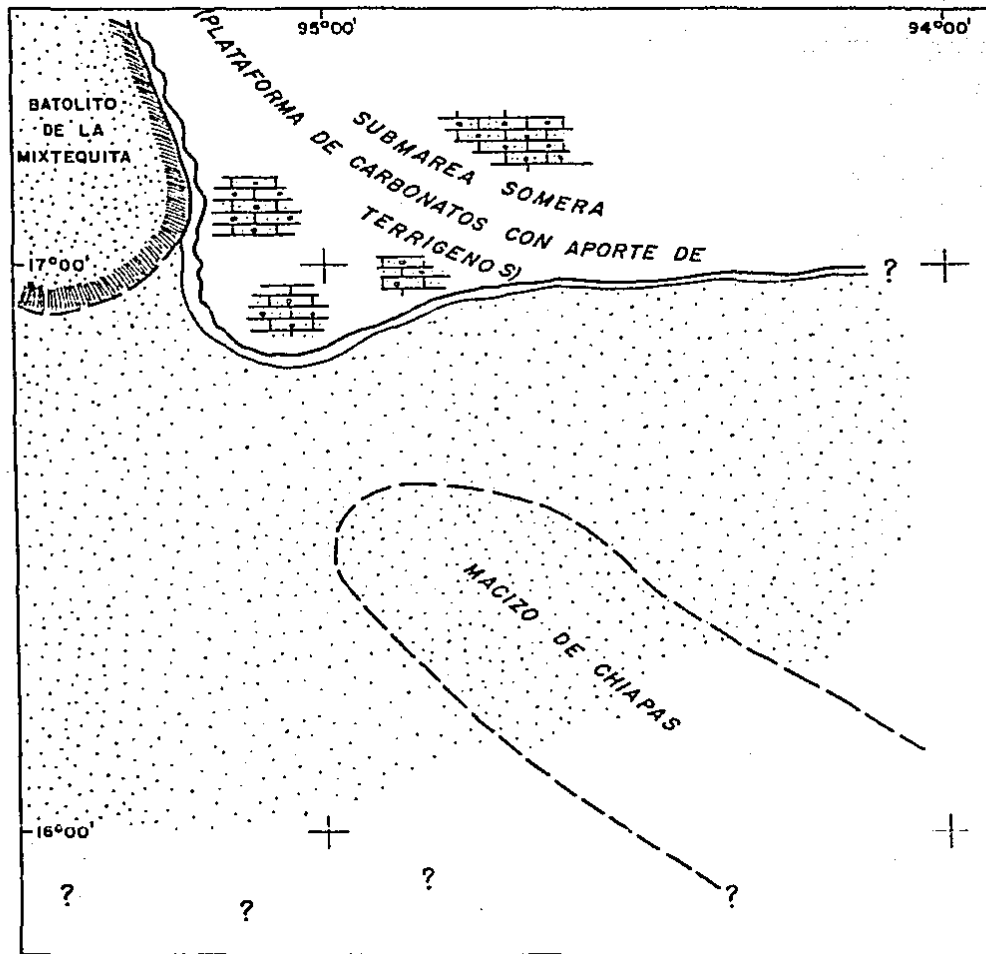 95°00'
94°00'
BATOLITO
DE LA
MIXTEQUITA
SUBMAREA SOMERA
(PLATAFORMA DE CARBONATOS CON APORTE DE
TERRIGENOS)
17°00'
?
MACIZO DE CHIAPAS
16°00'
?
?
?
?